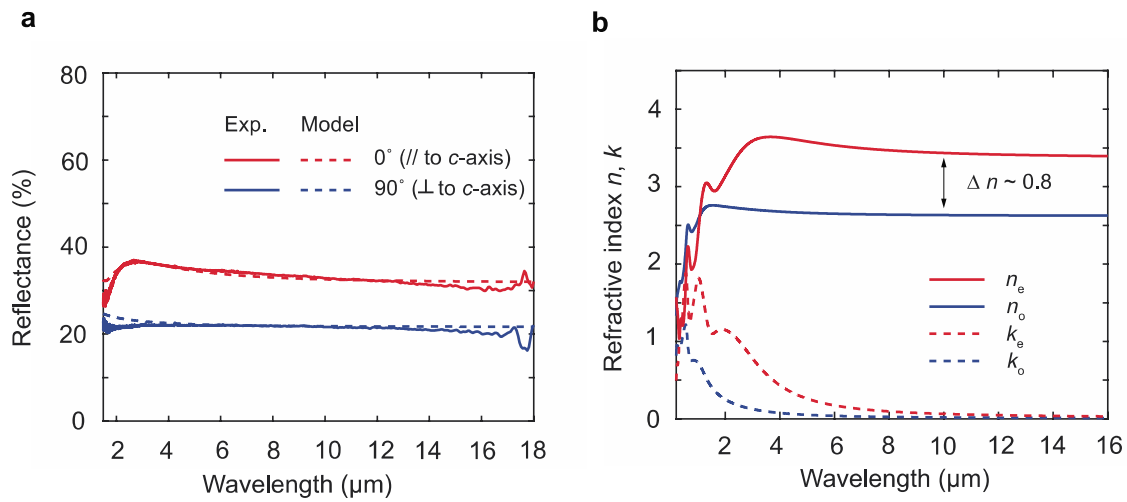 a
80
60
40
20
0
Reflectance (%)
Exp. Model
0° (// to c-axis)
90° (⊥ to c-axis)
2 4 6 8 10 12 14 16 18
Wavelength (μm)
b
4
3
2
1
0
Refractive index n, k
Δ n ~ 0.8
nₑ
nₒ
kₑ
kₒ
2 4 6 8 10 12 14 16
Wavelength (μm)